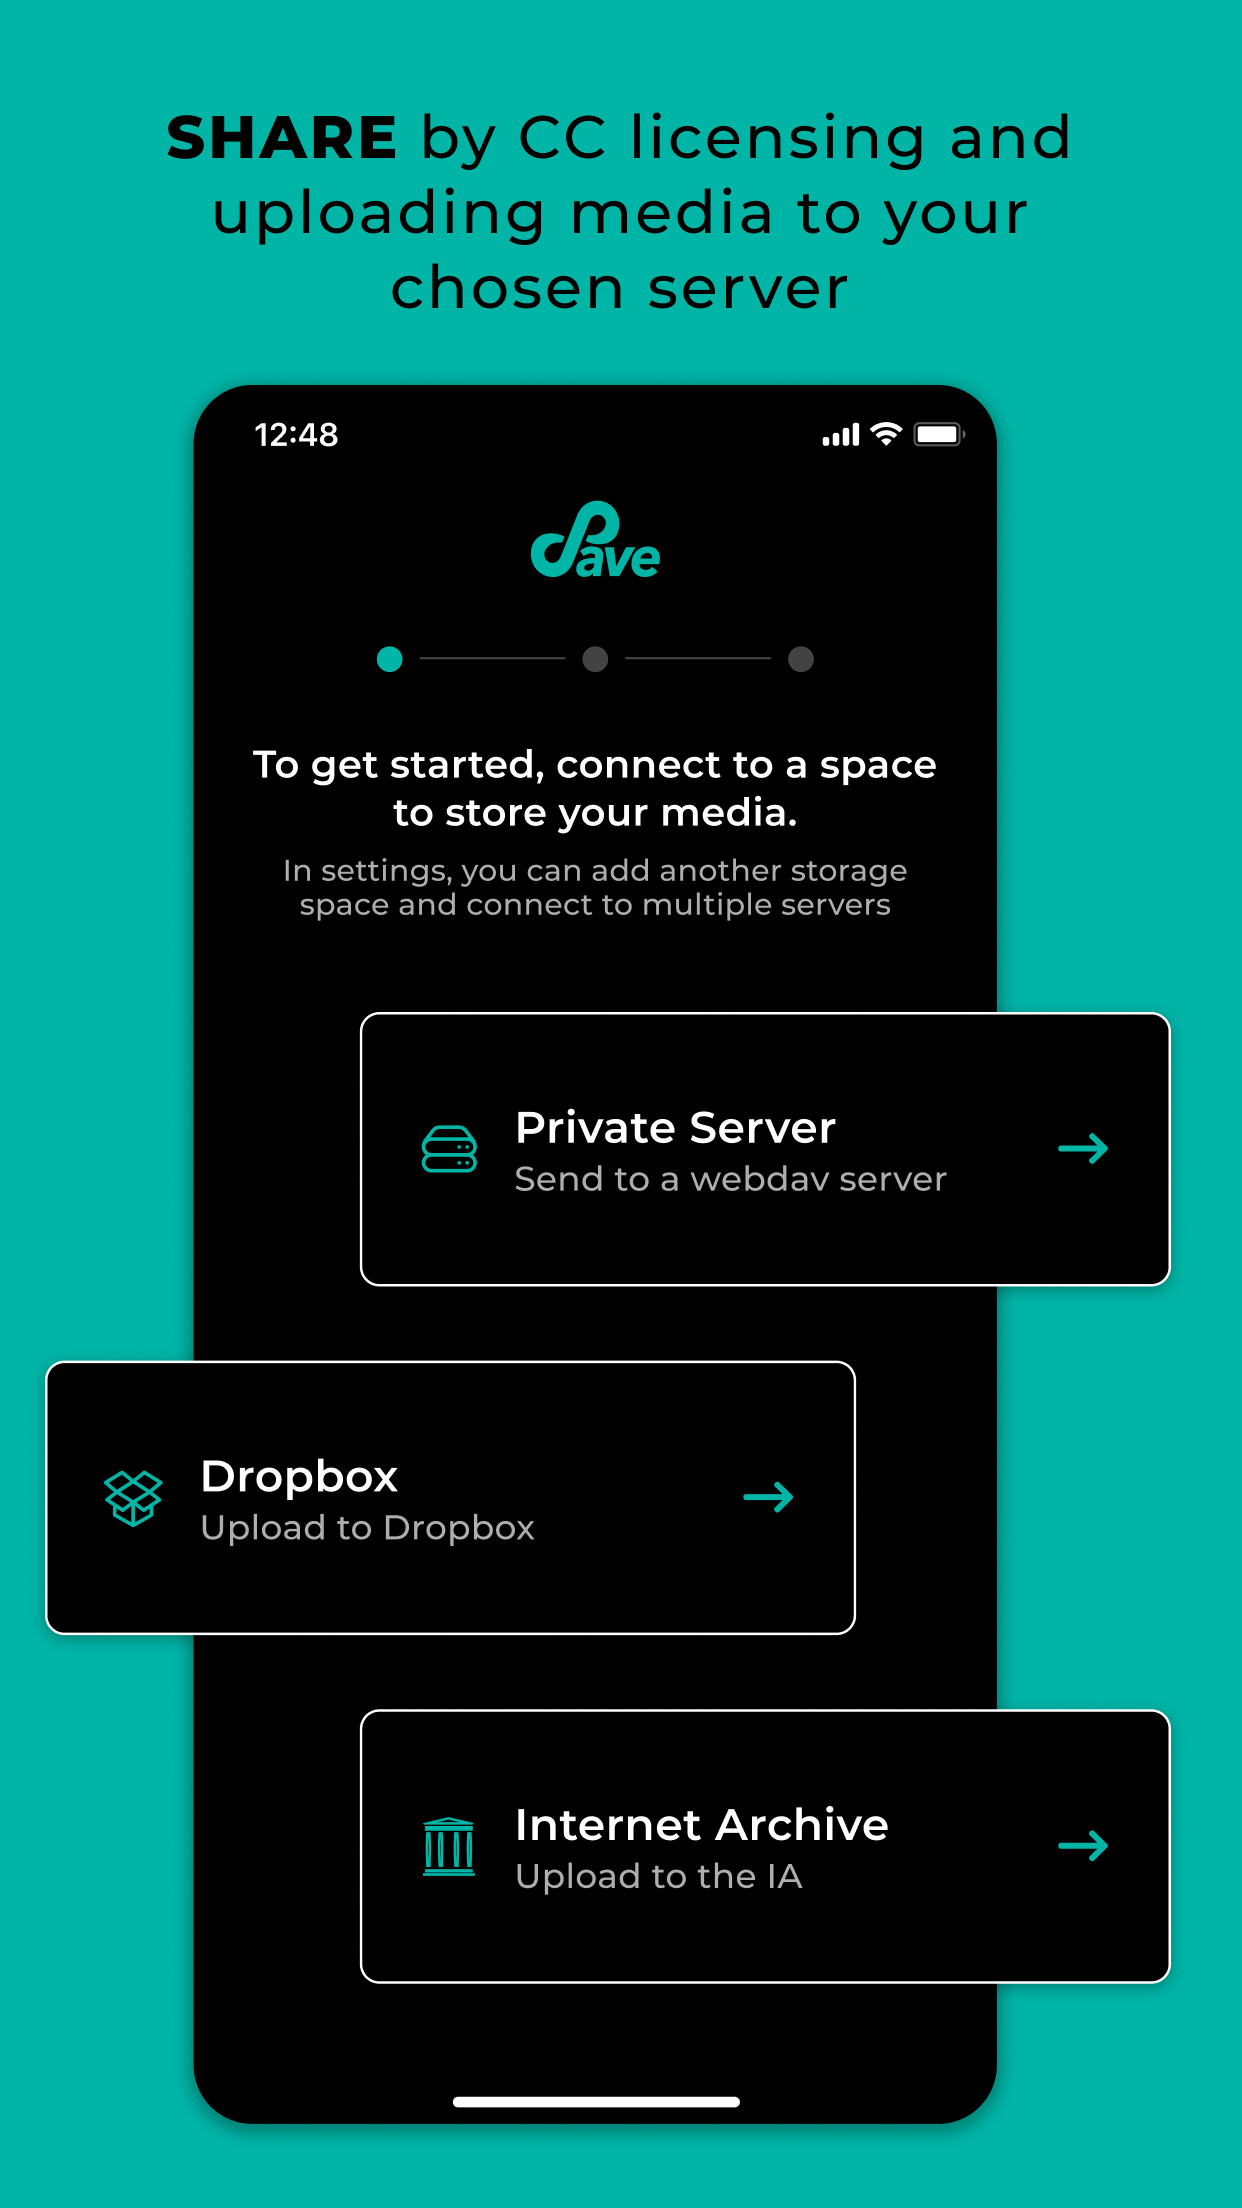 SHARE by CC licensing and
uploading media to your
chosen server
12:48
Save
To get started, connect to a space
to store your media.
In settings, you can add another storage
space and connect to multiple servers
Private Server
Send to a webdav server
Dropbox
Upload to Dropbox
Internet Archive
Upload to the IA